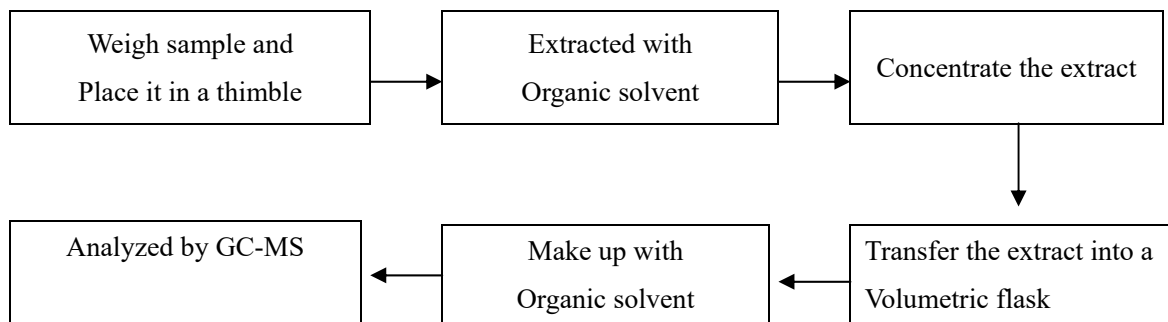 Weigh sample and
Place it in a thimble
Extracted with
Organic solvent
Concentrate the extract
Transfer the extract into a
Volumetric flask
Make up with
Organic solvent
Analyzed by GC-MS